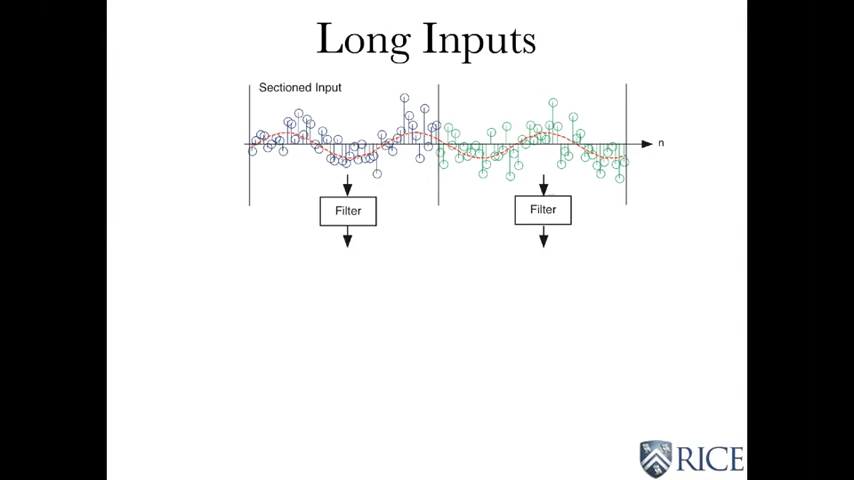 Long Inputs
Sectioned Input
n
Filter
Filter
RICE